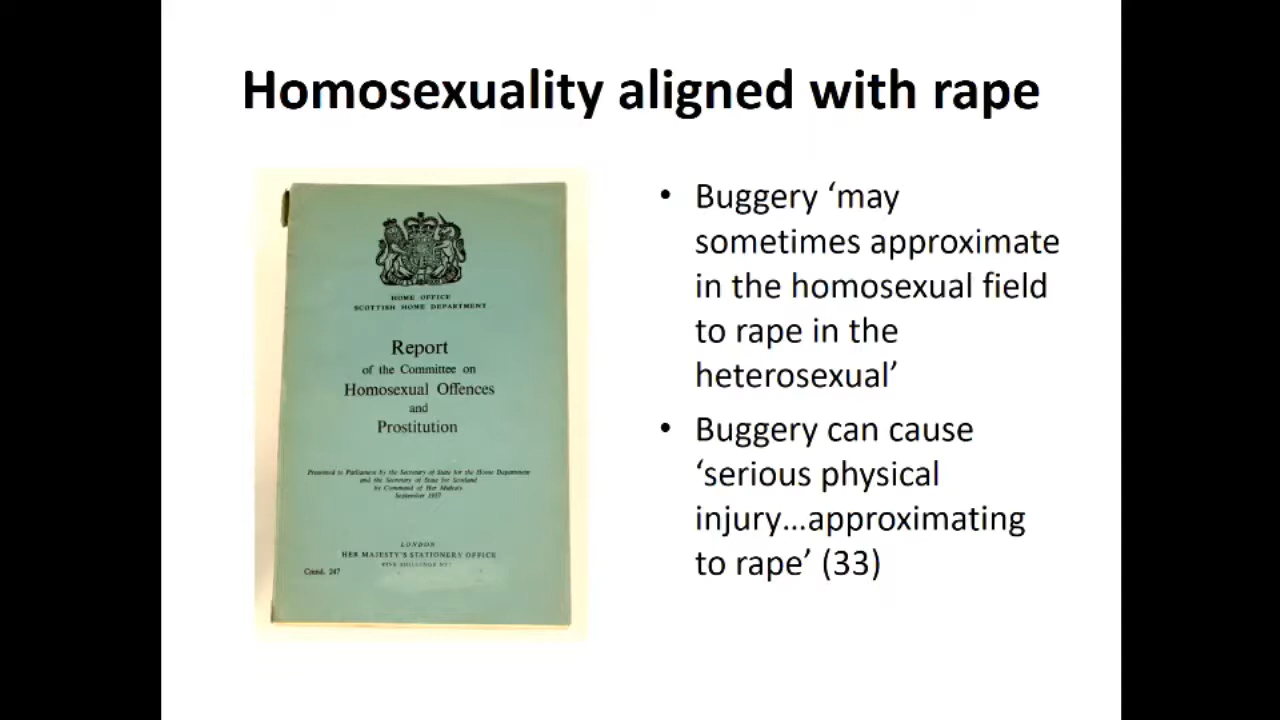 Homosexuality aligned with rape
HOME OFFICE
SCOTTISH HOME DEPARTMENT
Report
of the Committee on
Homosexual Offences
and
Prostitution
Presented to Parliament by the Secretary of State for the Home Department
and the Secretary of State for Scotland
by Command of Her Majesty
September 1957
LONDON
HER MAJESTY'S STATIONERY OFFICE
FIVE SHILLINGS NET
Cmnd. 247
• Buggery ‘may
sometimes approximate
in the homosexual field
to rape in the
heterosexual’
• Buggery can cause
‘serious physical
injury...approximating
to rape’ (33)